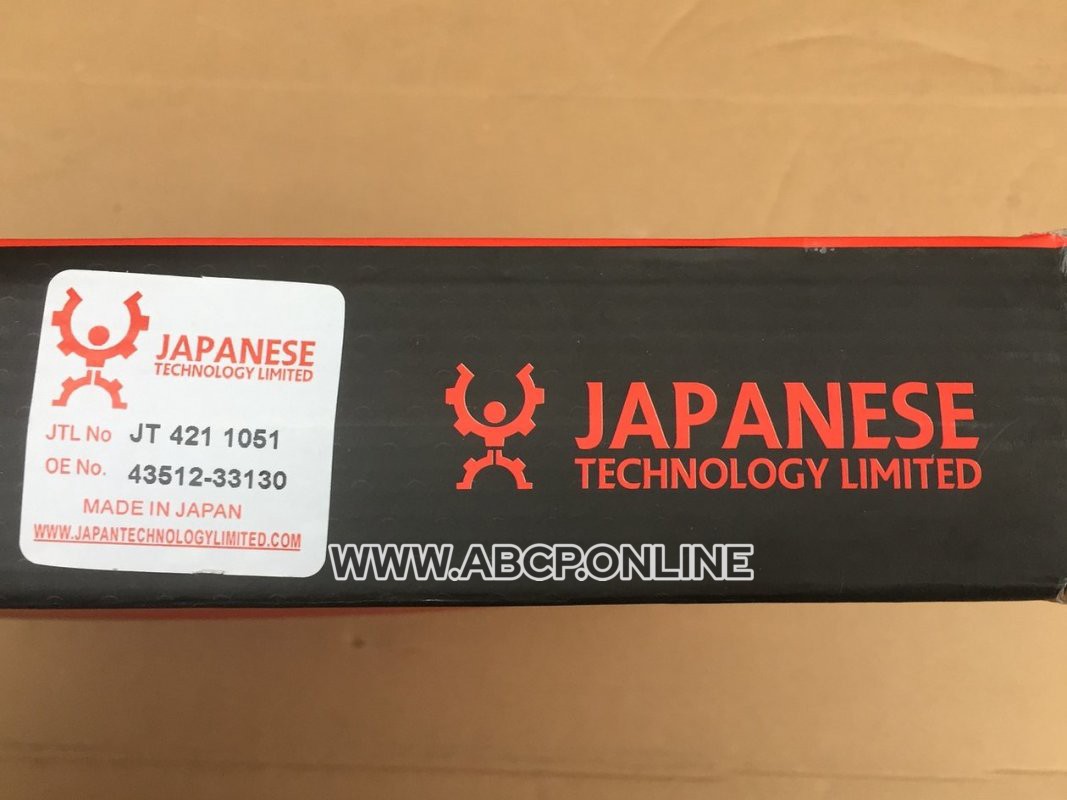 JAPANESE
TECHNOLOGY LIMITED
JTL No JT 421 1051
OE No. 43512-33130
MADE IN JAPAN
WWW.JAPANTECHNOLOGYLIMITED.COM
JAPANESE
TECHNOLOGY LIMITED
WWW.ABCP.ONLINE